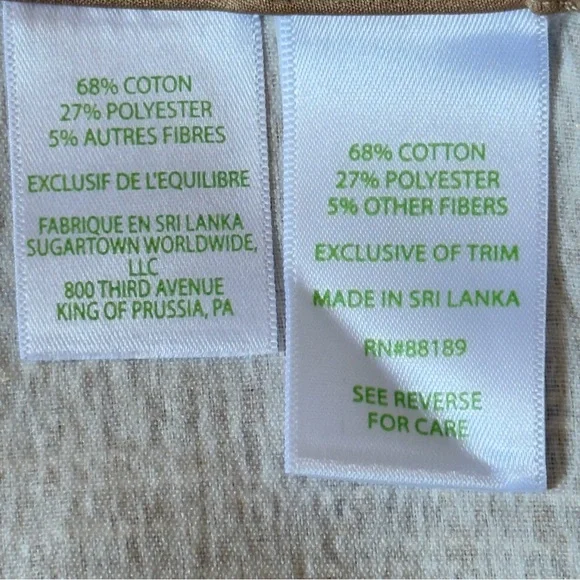 68% COTON
27% POLYESTER
5% AUTRES FIBRES
EXCLUSIF DE L'EQUILIBRE
FABRIQUE EN SRI LANKA
SUGARTOWN WORLDWIDE,
LLC
800 THIRD AVENUE
KING OF PRUSSIA, PA
68% COTTON
27% POLYESTER
5% OTHER FIBERS
EXCLUSIVE OF TRIM
MADE IN SRI LANKA
RN#88189
SEE REVERSE
FOR CARE